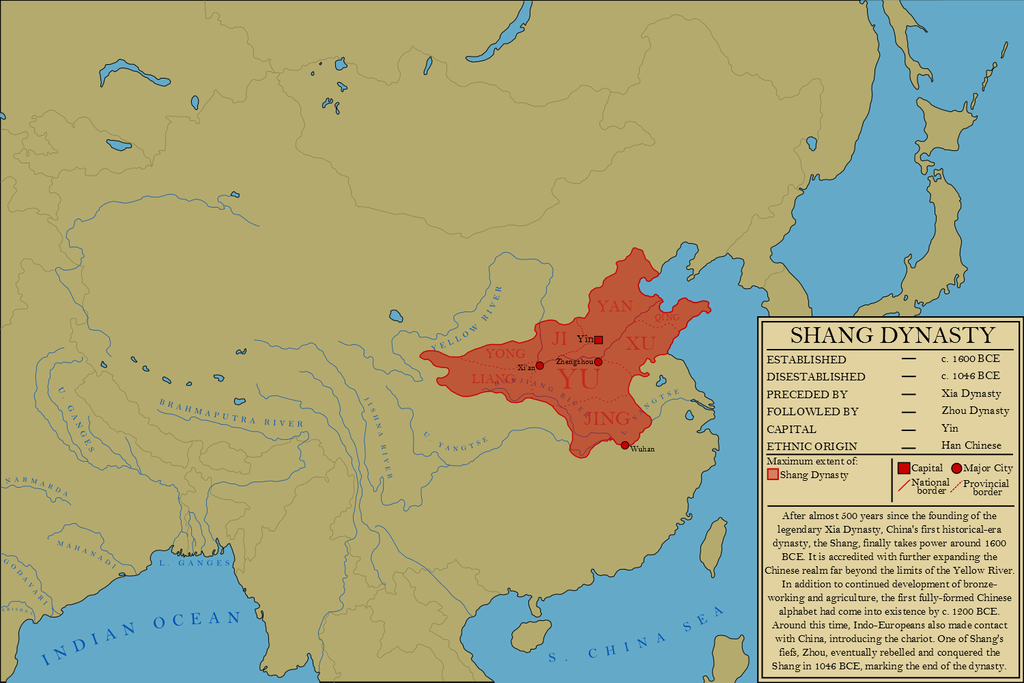 YELLOW RIVER
YAN
QING
JI
Yin
XU
YONG
Xi'an
Zhengzhou
LIANG
YU
JING
YANGTSE
Wuhan
U. GANGES
BRAHMAPUTRA RIVER
JISHNA RIVER
U. YANGTSE
NARMARDA
MAHANADI
GODAVARI
L. GANGES
INDIAN OCEAN
S. CHINA SEA
SHANG DYNASTY
ESTABLISHED — c. 1600 BCE
DISESTABLISHED — c. 1046 BCE
PRECEDED BY — Xia Dynasty
FOLLOWLED BY — Zhou Dynasty
CAPITAL — Yin
ETHNIC ORIGIN — Han Chinese
Maximum extent of:
Shang Dynasty
Capital
Major City
National
border
Provincial
border
After almost 500 years since the founding of the
legendary Xia Dynasty, China's first historical-era
dynasty, the Shang, finally takes power around 1600
BCE. It is accredited with further expanding the
Chinese realm far beyond the limits of the Yellow River.
In addition to continued development of bronze-
working and agriculture, the first fully-formed Chinese
alphabet had come into existence by c. 1200 BCE.
Around this time, Indo-Europeans also made contact
with China, introducing the chariot. One of Shang's
fiefs, Zhou, eventually rebelled and conquered the
Shang in 1046 BCE, marking the end of the dynasty.